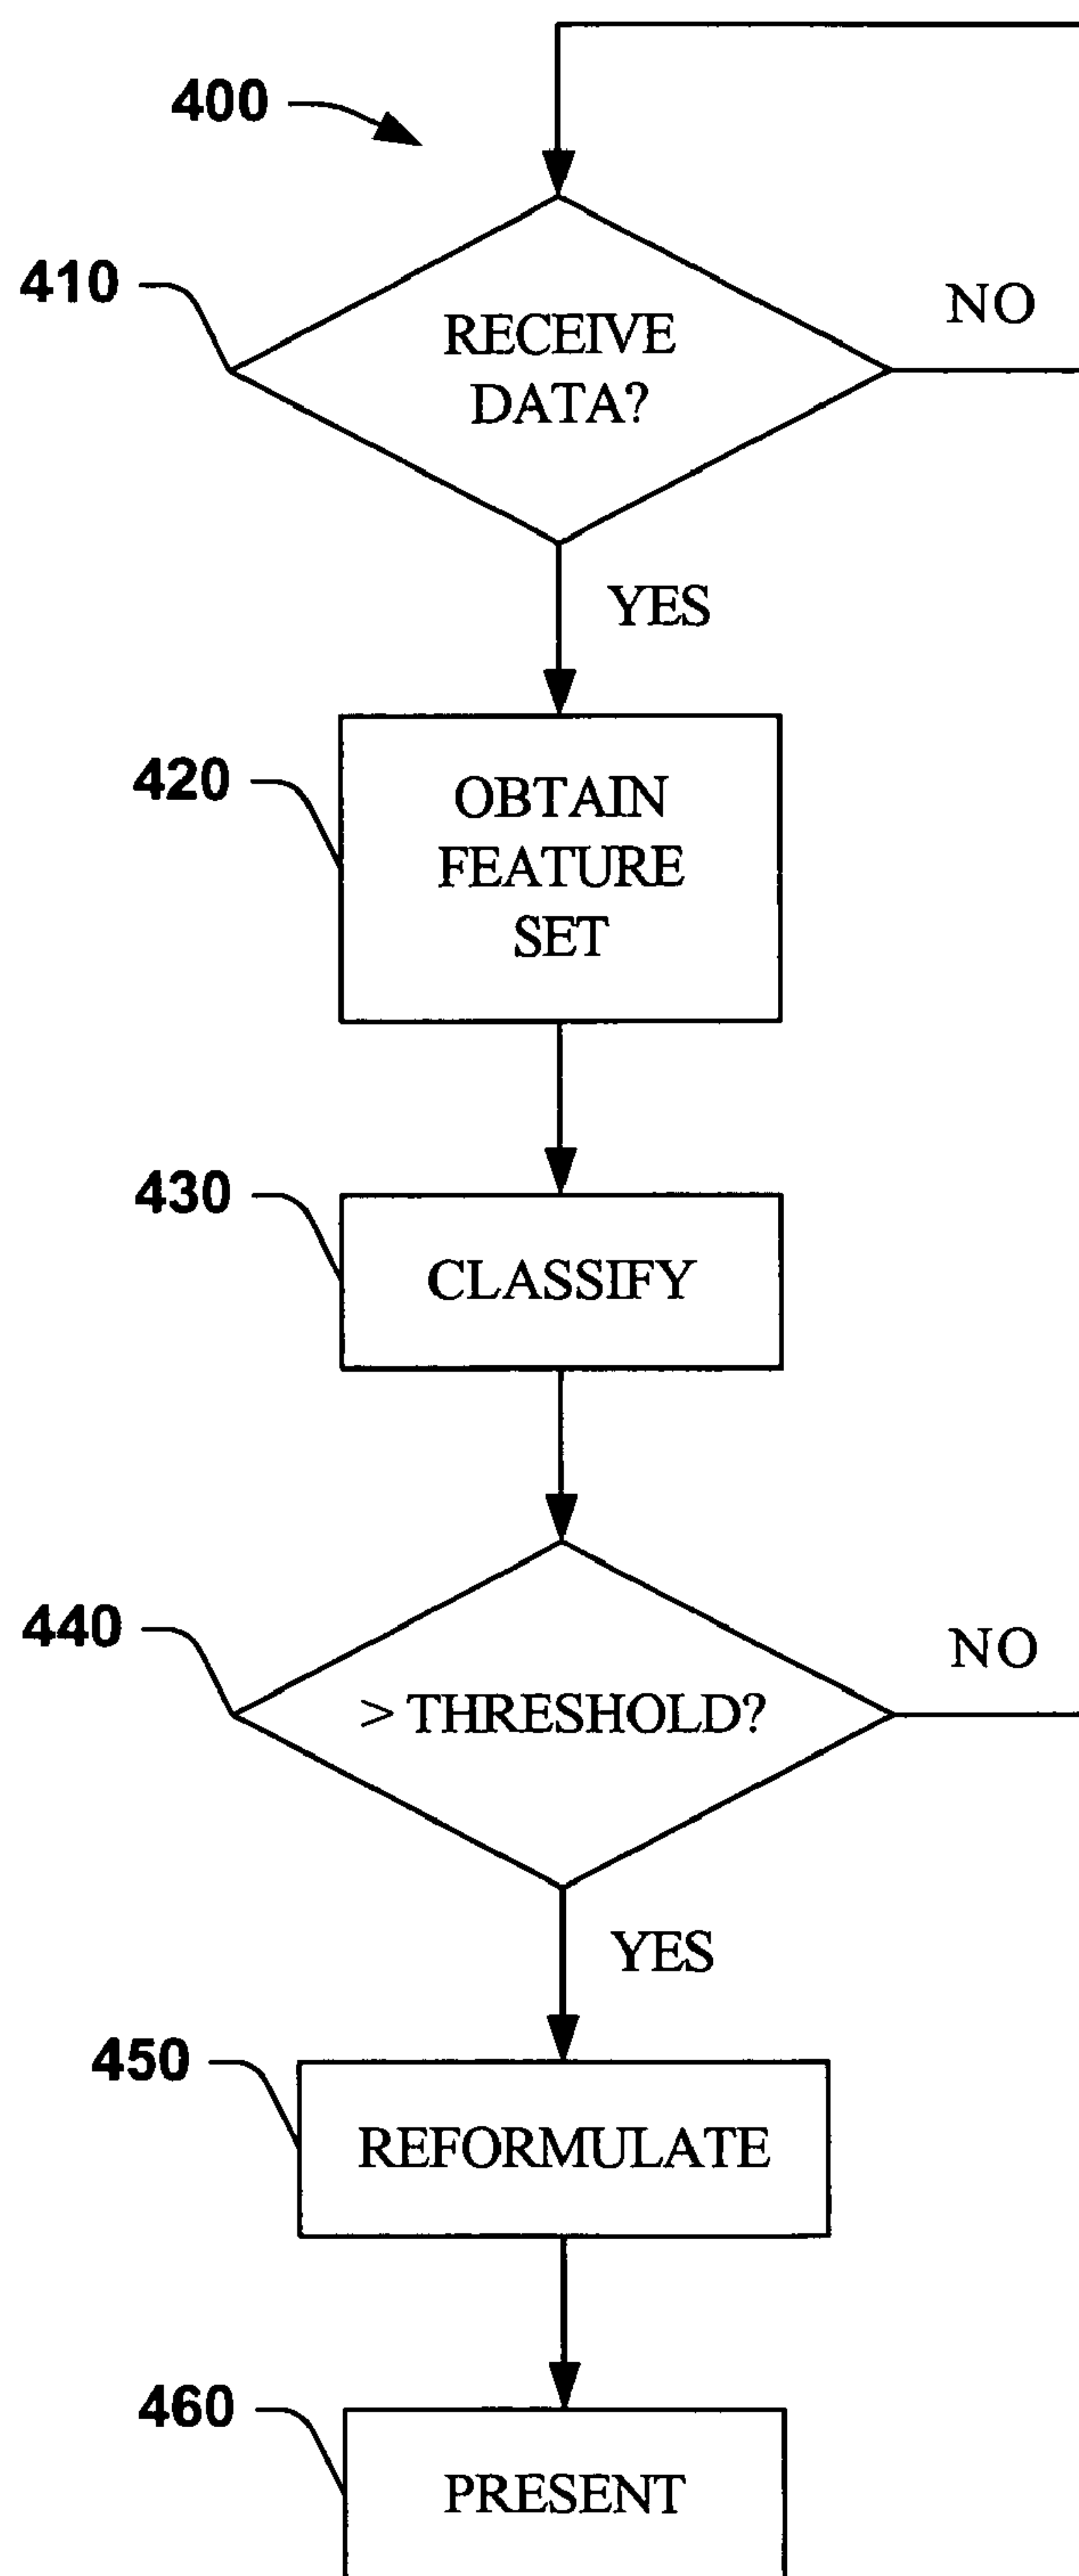 400
410
RECEIVE
DATA?
NO
YES
420
OBTAIN
FEATURE
SET
430
CLASSIFY
440
> THRESHOLD?
NO
YES
450
REFORMULATE
460
PRESENT